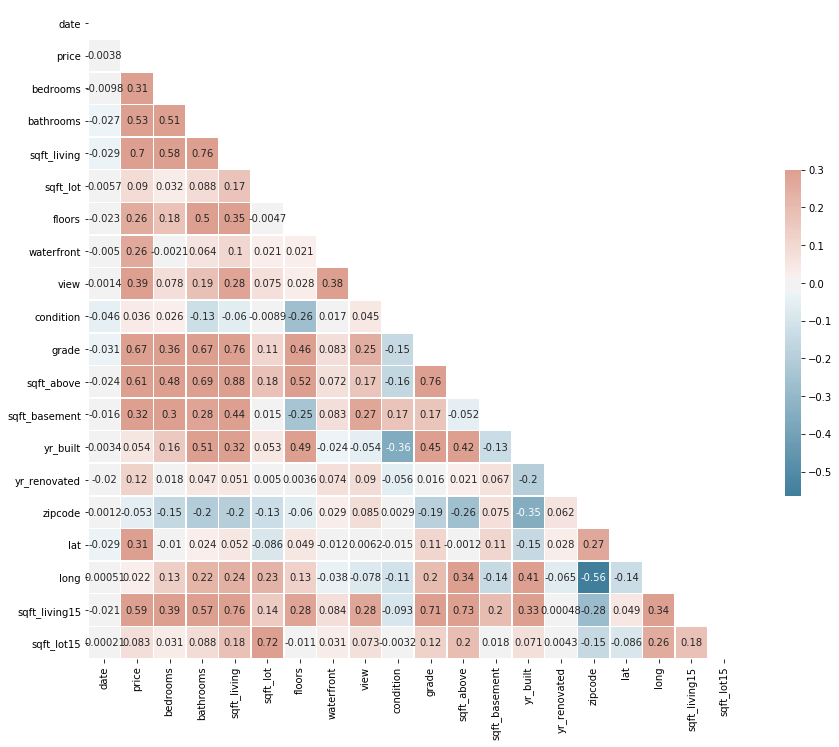 date
price 0.0038
bedrooms -0.0098 0.31
bathrooms -0.027 0.53 0.51
sqft_living -0.029 0.7 0.58 0.76
sqft_lot 0.0057 0.09 0.032 0.088 0.17
floors -0.023 0.26 0.18 0.5 0.35 -0.0047
waterfront -0.005 0.26 -0.0021 0.064 0.1 0.021 0.021
view -0.0014 0.39 0.078 0.19 0.28 0.075 0.028 0.38
condition -0.046 0.036 0.026 -0.13 -0.06 -0.0089 -0.26 0.017 0.045
grade -0.031 0.67 0.36 0.67 0.76 0.11 0.46 0.083 0.25 -0.15
sqft_above -0.024 0.61 0.48 0.69 0.88 0.18 0.52 0.072 0.17 -0.16 0.76
sqft_basement -0.016 0.32 0.3 0.28 0.44 0.015 -0.25 0.083 0.27 0.17 0.17 -0.052
yr_built 0.0034 0.054 0.16 0.51 0.32 0.053 0.49 -0.024 -0.054 -0.36 0.45 0.42 -0.13
yr_renovated -0.02 0.12 0.018 0.047 0.051 0.005 0.0036 0.074 0.09 -0.056 0.016 0.021 0.067 -0.2
zipcode 0.0012 -0.053 -0.15 -0.2 -0.2 -0.13 -0.06 0.029 0.085 0.0029 -0.19 -0.26 0.075 -0.35 0.062
lat -0.029 0.31 -0.01 0.024 0.052 -0.086 0.049 -0.012 0.0062 -0.015 0.11 -0.0012 0.11 -0.15 0.028 0.27
long 0.00051 0.022 0.13 0.22 0.24 0.23 0.13 -0.038 -0.078 -0.11 0.2 0.34 -0.14 0.41 -0.065 -0.56 -0.14
sqft_living15 -0.021 0.59 0.39 0.57 0.76 0.14 0.28 0.084 0.28 -0.093 0.71 0.73 0.2 0.33 0.00048 -0.28 0.049 0.34
sqft_lot15 0.00021 0.083 0.031 0.088 0.18 0.72 -0.011 0.031 0.073 -0.0032 0.12 0.2 0.018 0.071 0.0043 -0.15 -0.086 0.26 0.18
date price bedrooms bathrooms sqft_living sqft_lot floors waterfront view condition grade sqft_above sqft_basement yr_built yr_renovated zipcode lat long sqft_living15 sqft_lot15
0.3
0.2
0.1
0.0
-0.1
-0.2
-0.3
-0.4
-0.5